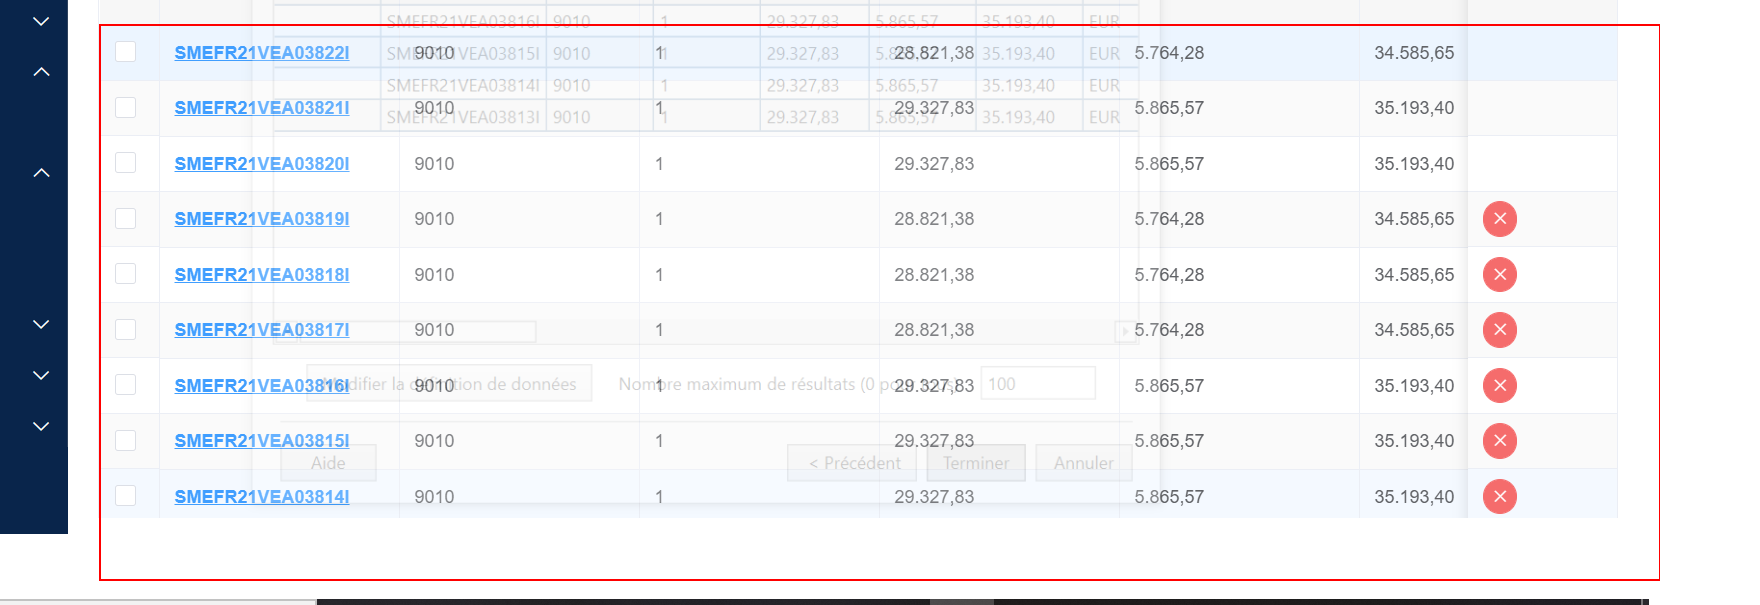 SMEFR21VEA03816I 9010 1 29.327,83 5.865,57 35.193,40 EUR
SMEFR21VEA03822I 9010 1 28.821,38 5.764,28 34.585,65
SMEFR21VEA03815I 9010 1 29.327,83 5.865,57 35.193,40 EUR
SMEFR21VEA03814I 9010 1 29.327,83 5.865,57 35.193,40 EUR
SMEFR21VEA03821I 9010 1 29.327,83 5.865,57 35.193,40
SMEFR21VEA03813I 9010 1 29.327,83 5.865,57 35.193,40 EUR
SMEFR21VEA03820I 9010 1 29.327,83 5.865,57 35.193,40
SMEFR21VEA03819I 9010 1 28.821,38 5.764,28 34.585,65
SMEFR21VEA03818I 9010 1 28.821,38 5.764,28 34.585,65
SMEFR21VEA03817I 9010 1 28.821,38 5.764,28 34.585,65
SMEFR21VEA03816I 9010 1 29.327,83 5.865,57 35.193,40
Modifier la définition de données Nombre maximum de résultats (0 pour tous) 100
SMEFR21VEA03815I 9010 1 29.327,83 5.865,57 35.193,40
Aide < Précédent Terminer Annuler
SMEFR21VEA03814I 9010 1 29.327,83 5.865,57 35.193,40